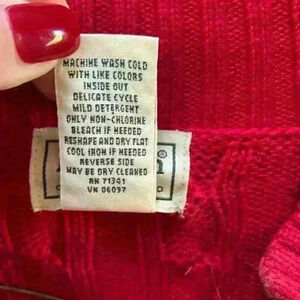 MACHINE WASH COLD
WITH LIKE COLORS
INSIDE OUT
DELICATE CYCLE
MILD DETERGENT
ONLY NON-CHLORINE
BLEACH IF NEEDED
RESHAPE AND DRY FLAT
COOL IRON IF NEEDED
REVERSE SIDE
MAY BE DRY CLEANED
RN 71341
VN 06097